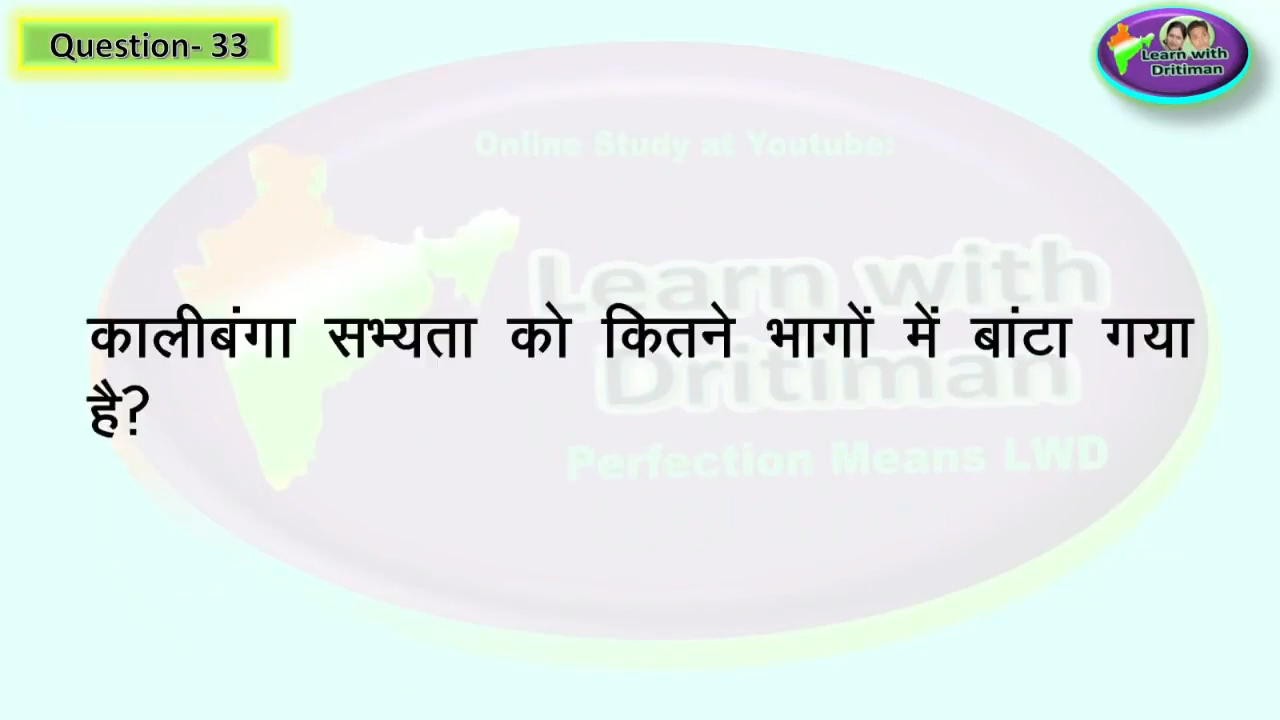 Question- 33
Learn with
Dritiman
Online Study at Youtube:
Learn with
Dritiman
Perfection Means LWD
कालीबंगा सभ्यता को कितने भागों में बांटा गया
है?